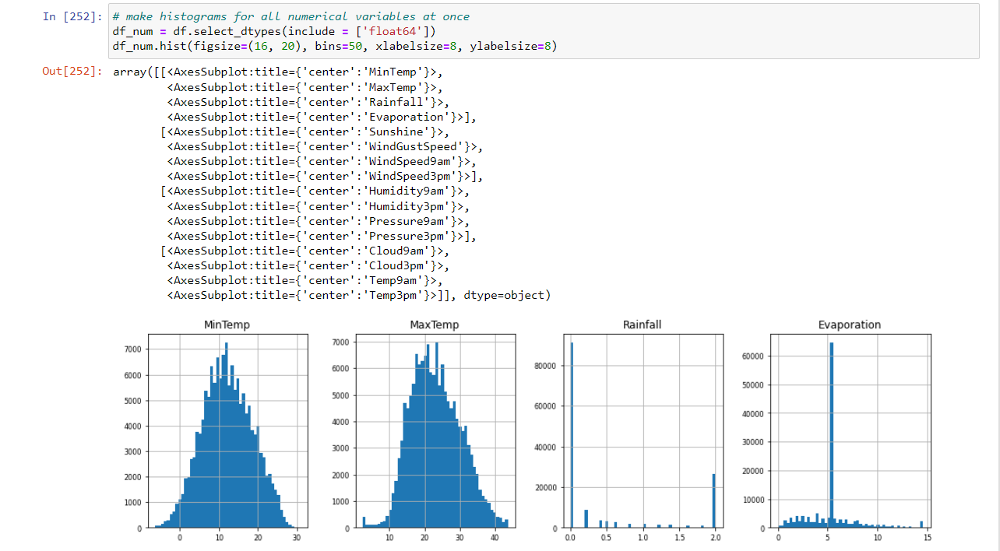 In [252]: # make histograms for all numerical variables at once
df_num = df.select_dtypes(include = ['float64'])
df_num.hist(figsize=(16, 20), bins=50, xlabelsize=8, ylabelsize=8)
Out[252]: array([[<AxesSubplot:title={'center':'MinTemp'}>,
<AxesSubplot:title={'center':'MaxTemp'}>,
<AxesSubplot:title={'center':'Rainfall'}>,
<AxesSubplot:title={'center':'Evaporation'}>],
[<AxesSubplot:title={'center':'Sunshine'}>,
<AxesSubplot:title={'center':'WindGustSpeed'}>,
<AxesSubplot:title={'center':'WindSpeed9am'}>,
<AxesSubplot:title={'center':'WindSpeed3pm'}>],
[<AxesSubplot:title={'center':'Humidity9am'}>,
<AxesSubplot:title={'center':'Humidity3pm'}>,
<AxesSubplot:title={'center':'Pressure9am'}>,
<AxesSubplot:title={'center':'Pressure3pm'}>],
[<AxesSubplot:title={'center':'Cloud9am'}>,
<AxesSubplot:title={'center':'Cloud3pm'}>,
<AxesSubplot:title={'center':'Temp9am'}>,
<AxesSubplot:title={'center':'Temp3pm'}>]], dtype=object)
MinTemp
7000
6000
5000
4000
3000
2000
1000
0
0 10 20 30
MaxTemp
7000
6000
5000
4000
3000
2000
1000
0
10 20 30 40
Rainfall
80000
60000
40000
20000
0
0.0 0.5 1.0 1.5 2.0
Evaporation
60000
50000
40000
30000
20000
10000
0
0 5 10 15